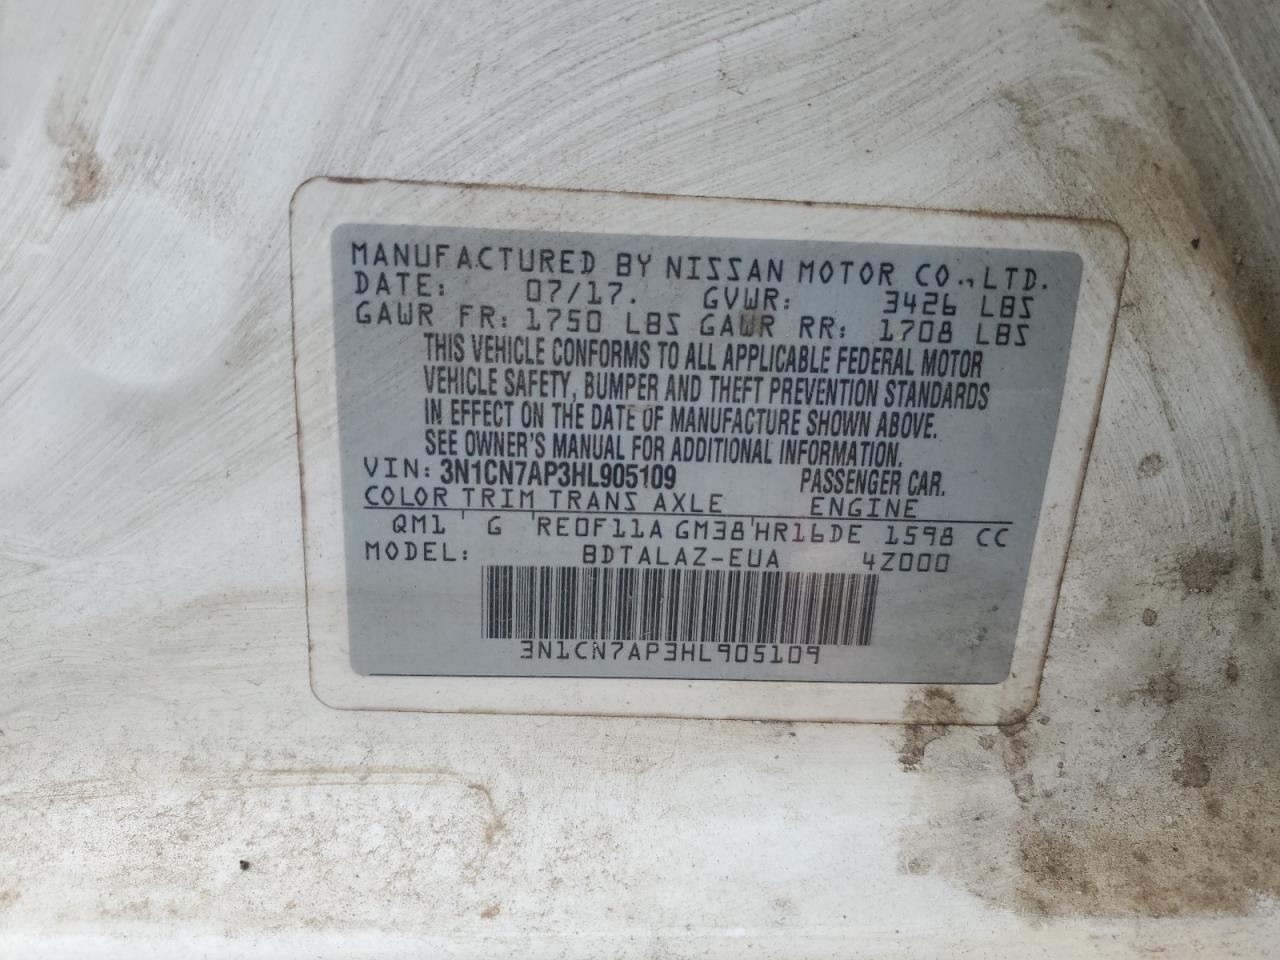 MANUFACTURED BY NISSAN MOTOR CO., LTD.
DATE: 07/17. GVWR: 3426 LBS
GAWR FR: 1750 LBS GAWR RR: 1708 LBS
THIS VEHICLE CONFORMS TO ALL APPLICABLE FEDERAL MOTOR
VEHICLE SAFETY, BUMPER AND THEFT PREVENTION STANDARDS
IN EFFECT ON THE DATE OF MANUFACTURE SHOWN ABOVE.
SEE OWNER'S MANUAL FOR ADDITIONAL INFORMATION.
VIN: 3N1CN7AP3HL905109 PASSENGER CAR.
COLOR TRIM TRANS AXLE ENGINE
QM1 ' G ' RE0F11A GM38 ' HR16DE 1598 CC
MODEL: BDTALAZ-EUA 4Z000
3N1CN7AP3HL905109